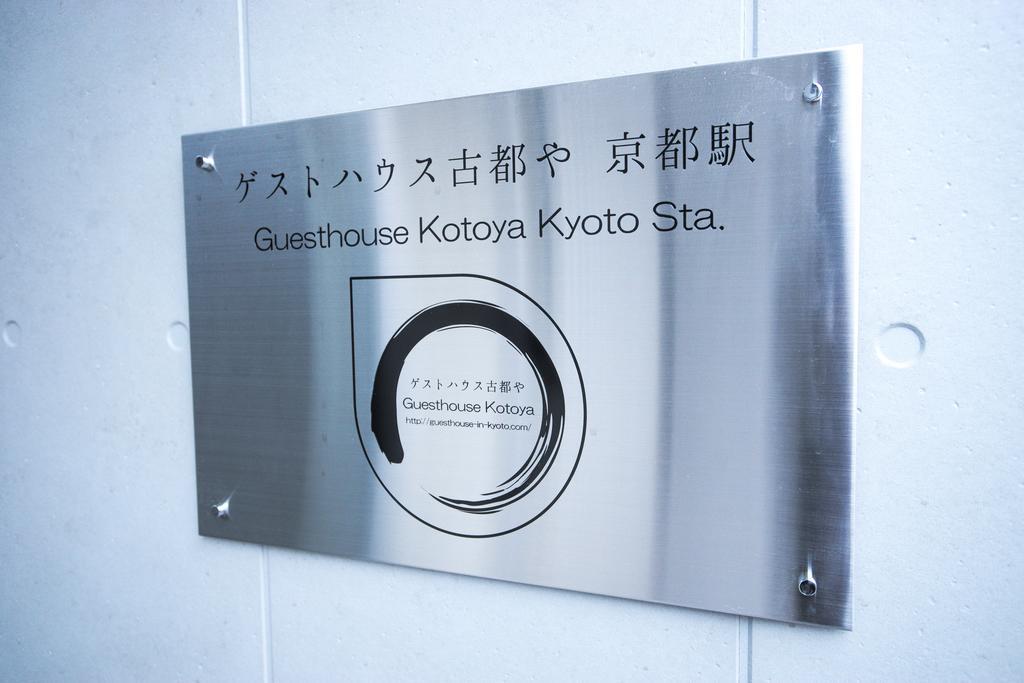 ゲストハウス古都や 京都駅
Guesthouse Kotoya Kyoto Sta.
ゲストハウス古都や
Guesthouse Kotoya
http://guesthouse-in-kyoto.com/